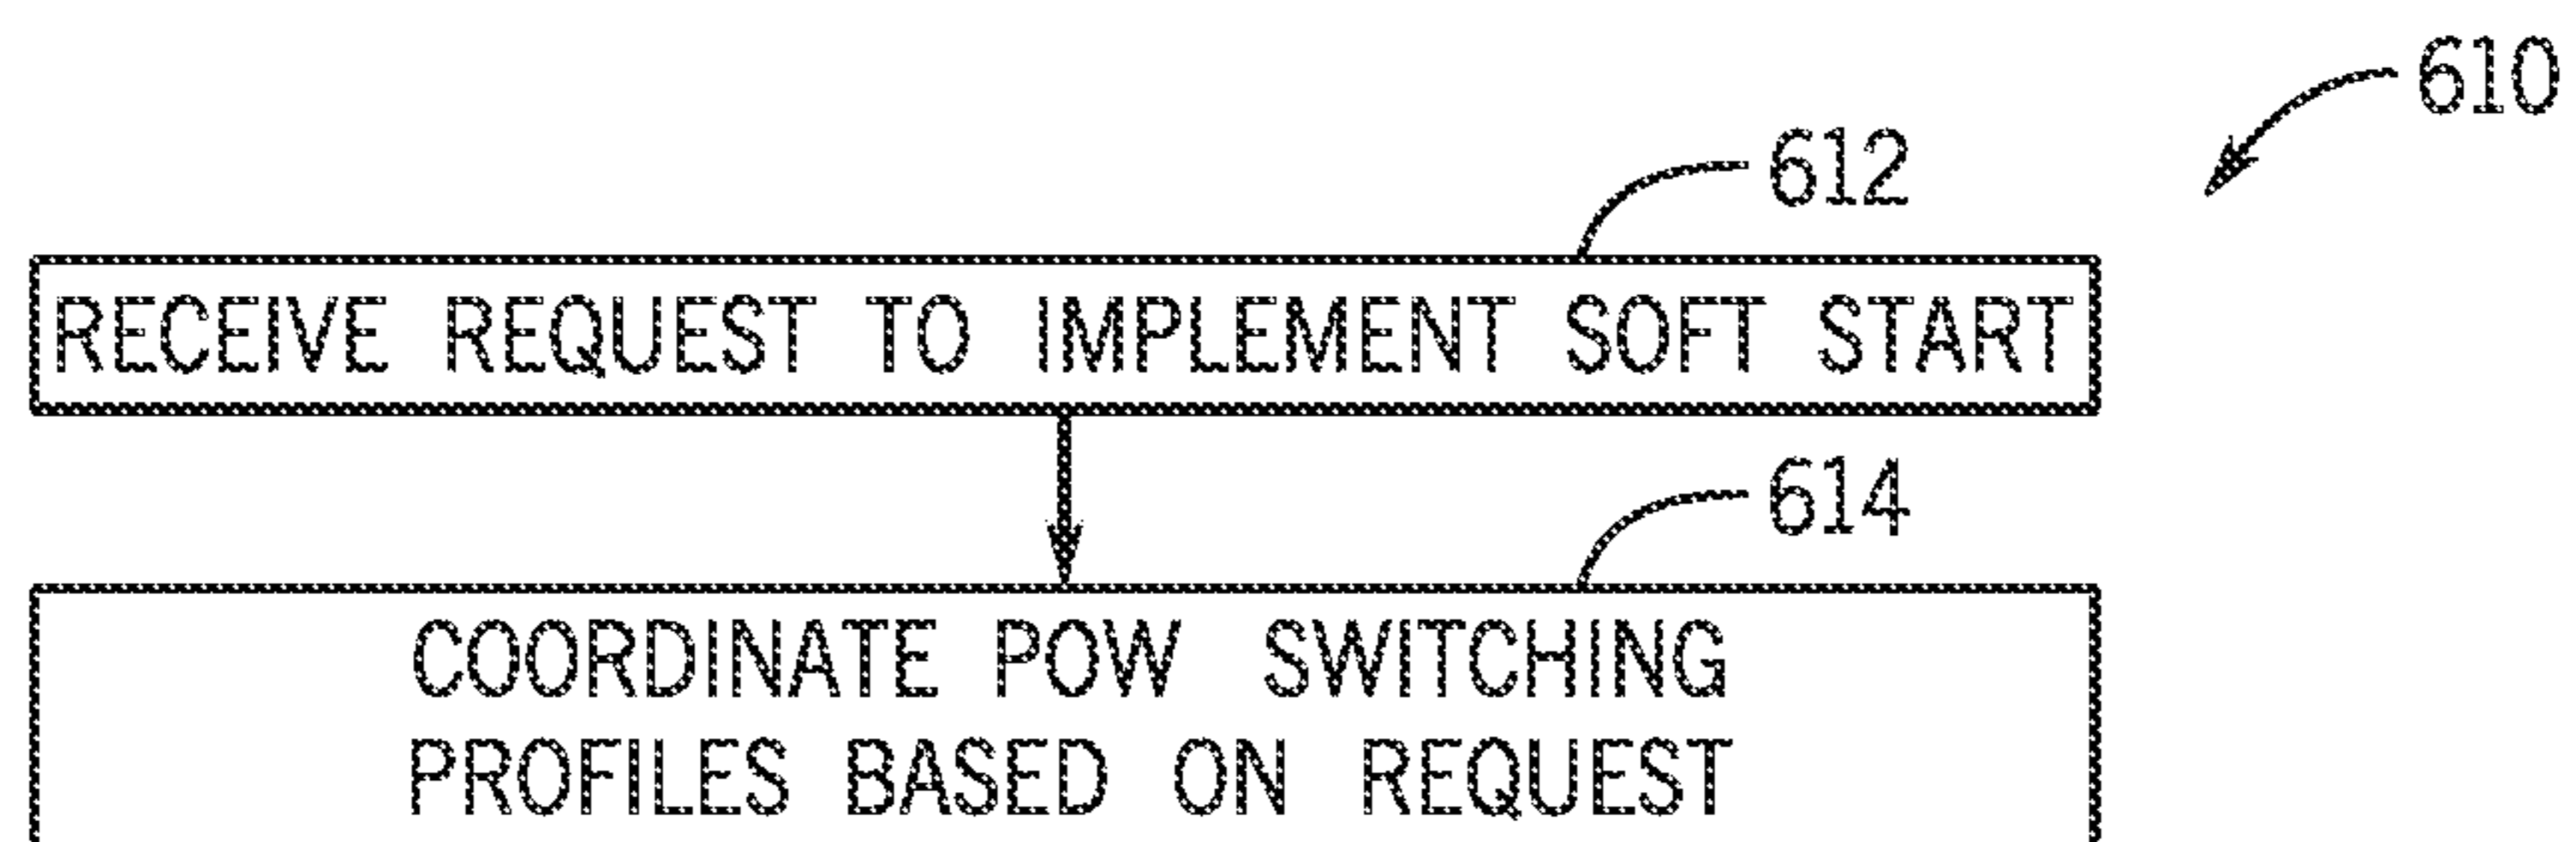 610
612
RECEIVE REQUEST TO IMPLEMENT SOFT START
614
COORDINATE POW SWITCHING
PROFILES BASED ON REQUEST